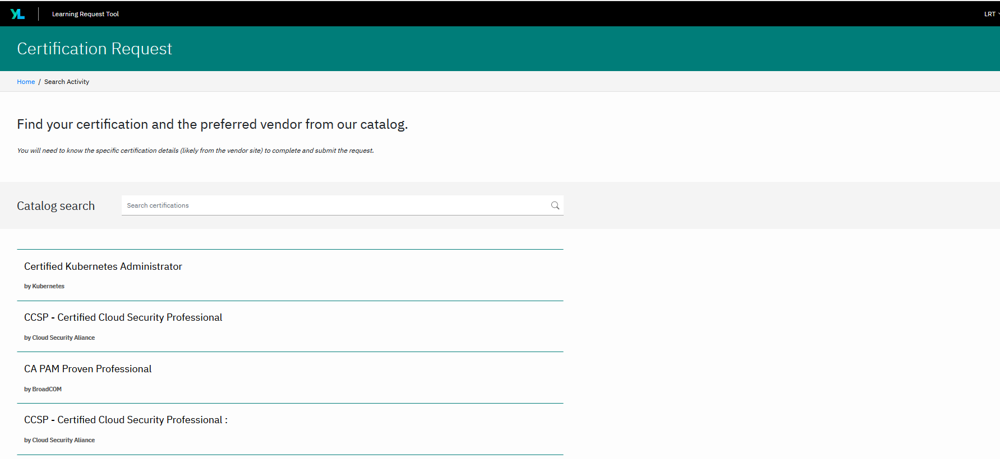 YL
Learning Request Tool
LRT
Certification Request
Home / Search Activity
Find your certification and the preferred vendor from our catalog.
You will need to know the specific certification details (likely from the vendor site) to complete and submit the request.
Catalog search
Search certifications
Certified Kubernetes Administrator
by Kubernetes
CCSP - Certified Cloud Security Professional
by Cloud Security Aliance
CA PAM Proven Professional
by BroadCOM
CCSP - Certified Cloud Security Professional :
by Cloud Security Aliance